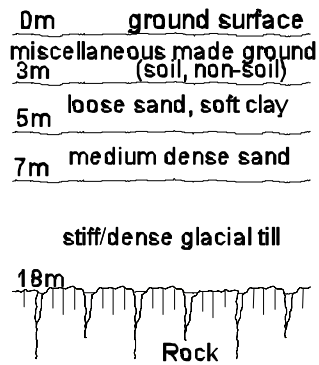 0m ground surface
miscellaneous made ground
3m (soil, non-soil)
loose sand, soft clay
5m
medium dense sand
7m
stiff/dense glacial till
18m
Rock